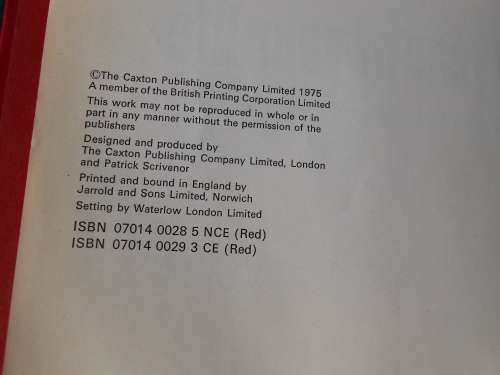 ©The Caxton Publishing Company Limited 1975
A member of the British Printing Corporation Limited
This work may not be reproduced in whole or in
part in any manner without the permission of the
publishers
Designed and produced by
The Caxton Publishing Company Limited, London
and Patrick Scrivenor
Printed and bound in England by
Jarrold and Sons Limited, Norwich
Setting by Waterlow London Limited
ISBN 07014 0028 5 NCE (Red)
ISBN 07014 0029 3 CE (Red)